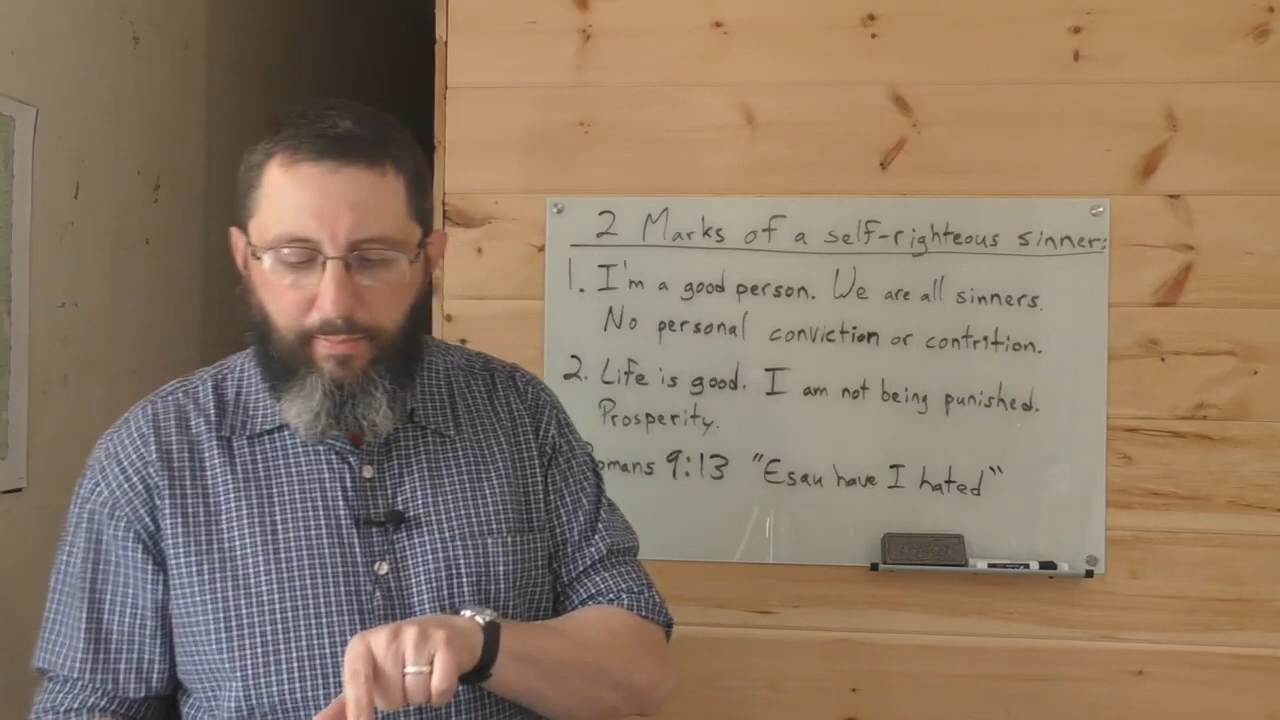 2 Marks of a self-righteous sinner:
1. I'm a good person. We are all sinners.
No personal conviction or contrition.
2. Life is good. I am not being punished.
Prosperity.
omans 9:13 "Esau have I hated"